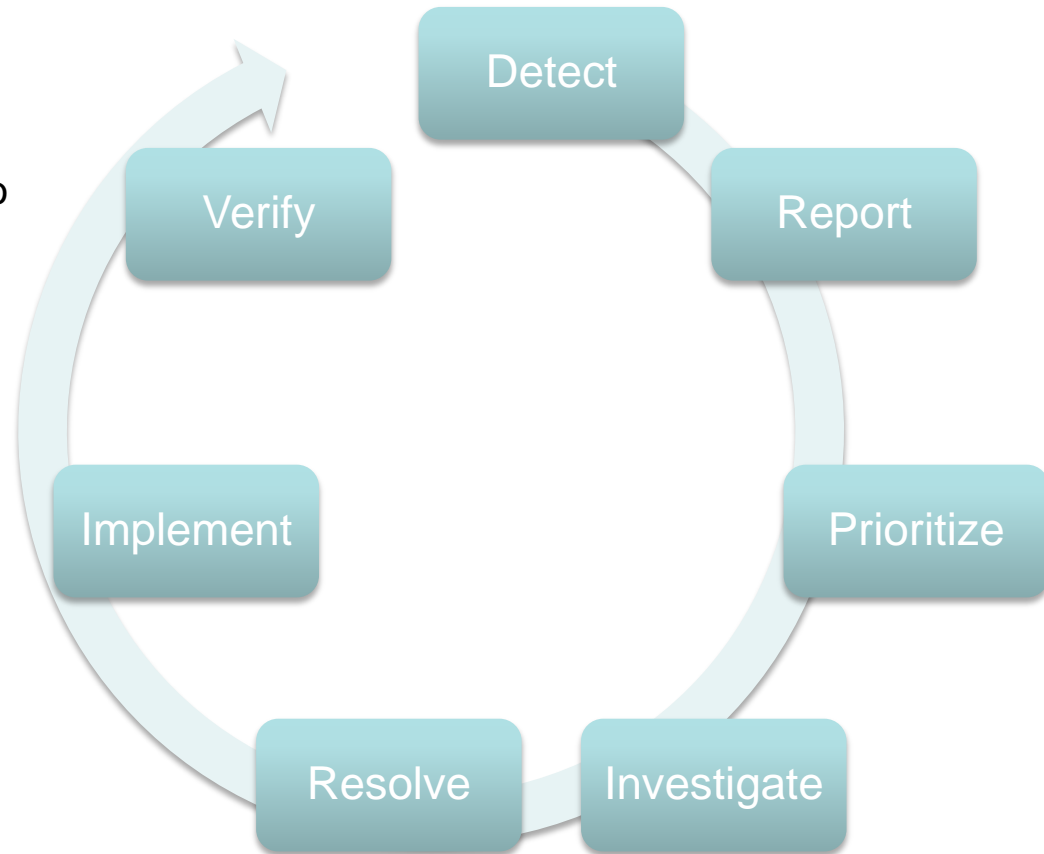 Detect
Report
Prioritize
Investigate
Resolve
Implement
Verify